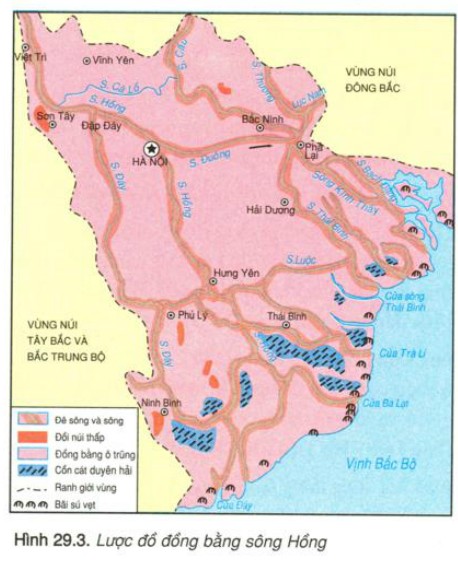 Việt Trì
Vĩnh Yên
S. Cà Lồ
S. Cầu
S. Thương
Lục Nam
VÙNG NÚI
ĐÔNG BẮC
S. Hồng
Sơn Tây
Đập Đáy
HÀ NỘI
Bắc Ninh
S. Đuống
Phả
Lại
S. Đáy
S. Hồng
Hải Dương
Sông Kinh Thầy
S. Thái Bình
S. Luộc
Hưng Yên
Cửa sông
Thái Bình
VÙNG NÚI
TÂY BẮC VÀ
BẮC TRUNG BỘ
Phủ Lý
Thái Bình
S. Đáy
Cửa Trà Lí
Ninh Bình
Cửa Ba Lạt
Vịnh Bắc Bộ
Cửa Đáy
Đê sông và sông
Đồi núi thấp
Đồng bằng ô trũng
Cồn cát duyên hải
Ranh giới vùng
Bãi sú vẹt
Hình 29.3. Lược đồ đồng bằng sông Hồng